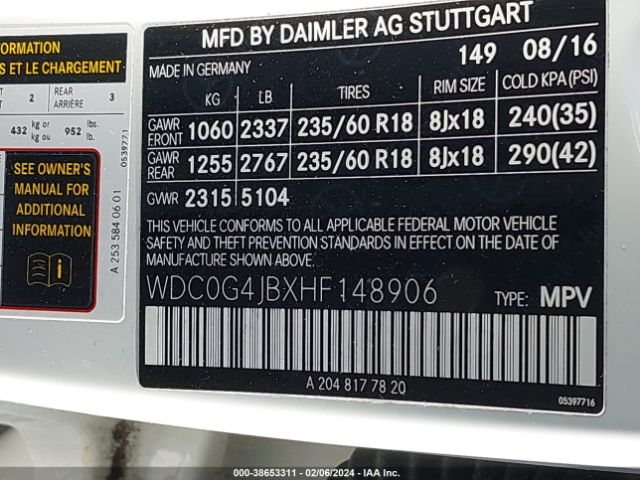 INFORMATION
S ET LE CHARGEMENT
2 REAR ARRIÈRE 3
432 kg or kg ou 952 lbs. lb.
SEE OWNER'S
MANUAL FOR
ADDITIONAL
INFORMATION
0539771
A 253 584 06 01
MFD BY DAIMLER AG STUTTGART
149 08/16
MADE IN GERMANY
KG LB TIRES RIM SIZE COLD KPA(PSI)
GAWR FRONT 1060 2337 235/60 R18 8Jx18 240(35)
GAWR REAR 1255 2767 235/60 R18 8Jx18 290(42)
GVWR 2315 5104
THIS VEHICLE CONFORMS TO ALL APPLICABLE FEDERAL MOTOR VEHICLE
SAFETY AND THEFT PREVENTION STANDARDS IN EFFECT ON THE DATE OF
MANUFACTURE SHOWN ABOVE.
WDC0G4JBXHF148906 TYPE: MPV
A 204 817 78 20
05397716
000-38653311 - 02/06/2024 - IAA Inc.